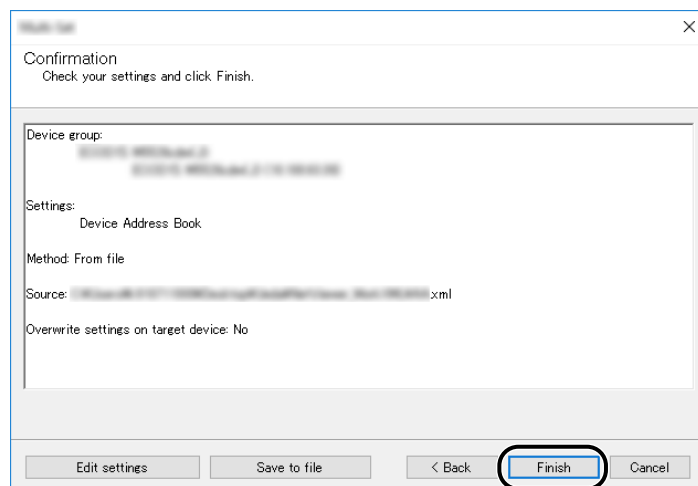 Confirmation
Check your settings and click Finish.
Device group:
Settings:
Device Address Book
Method: From file
Source: .xml
Overwrite settings on target device: No
Edit settings
Save to file
< Back
Finish
Cancel